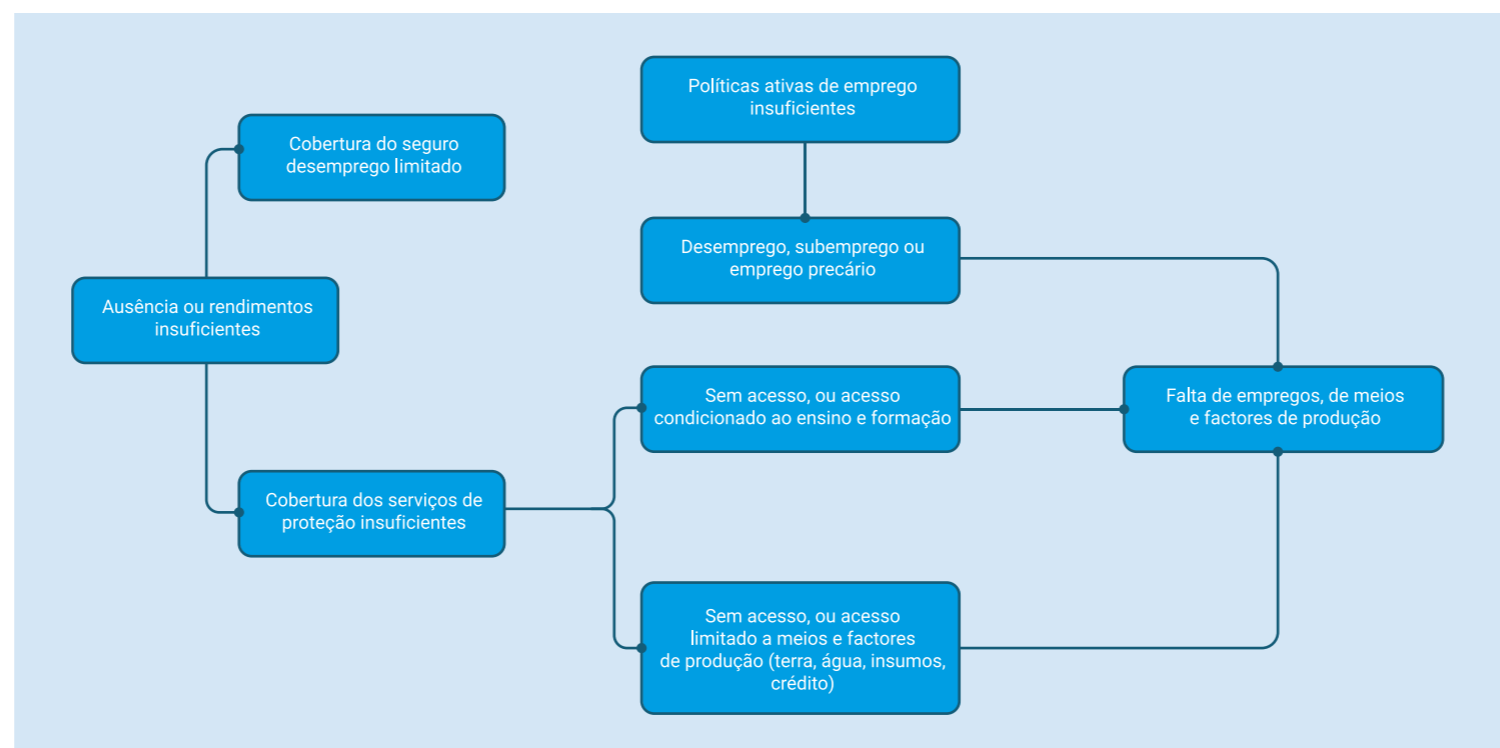 Políticas ativas de emprego
insuficientes
Cobertura do seguro
desemprego limitado
Desemprego, subemprego ou
emprego precário
Ausência ou rendimentos
insuficientes
Sem acesso, ou acesso
condicionado ao ensino e formação
Falta de empregos, de meios
e factores de produção
Cobertura dos serviços de
proteção insuficientes
Sem acesso, ou acesso
limitado a meios e factores
de produção (terra, água, insumos,
crédito)